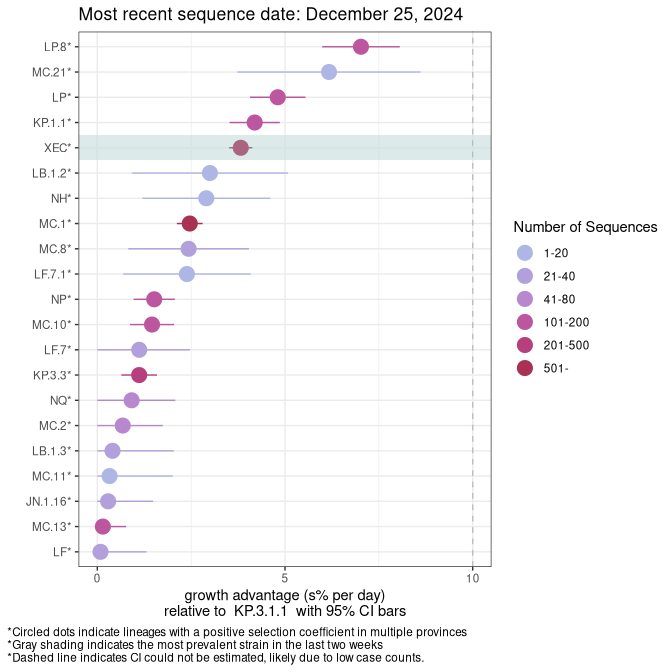 Most recent sequence date: December 25, 2024
LP.8*
MC.21*
LP*
KP.1.1*
XEC*
LB.1.2*
NH*
MC.1*
MC.8*
LF.7.1*
NP*
MC.10*
LF.7*
KP.3.3*
NQ*
MC.2*
LB.1.3*
MC.11*
JN.1.16*
MC.13*
LF*
0 5 10
growth advantage (s% per day)
relative to KP.3.1.1 with 95% CI bars
Number of Sequences
1-20
21-40
41-80
101-200
201-500
501-
*Circled dots indicate lineages with a positive selection coefficient in multiple provinces
*Gray shading indicates the most prevalent strain in the last two weeks
*Dashed line indicates CI could not be estimated, likely due to low case counts.